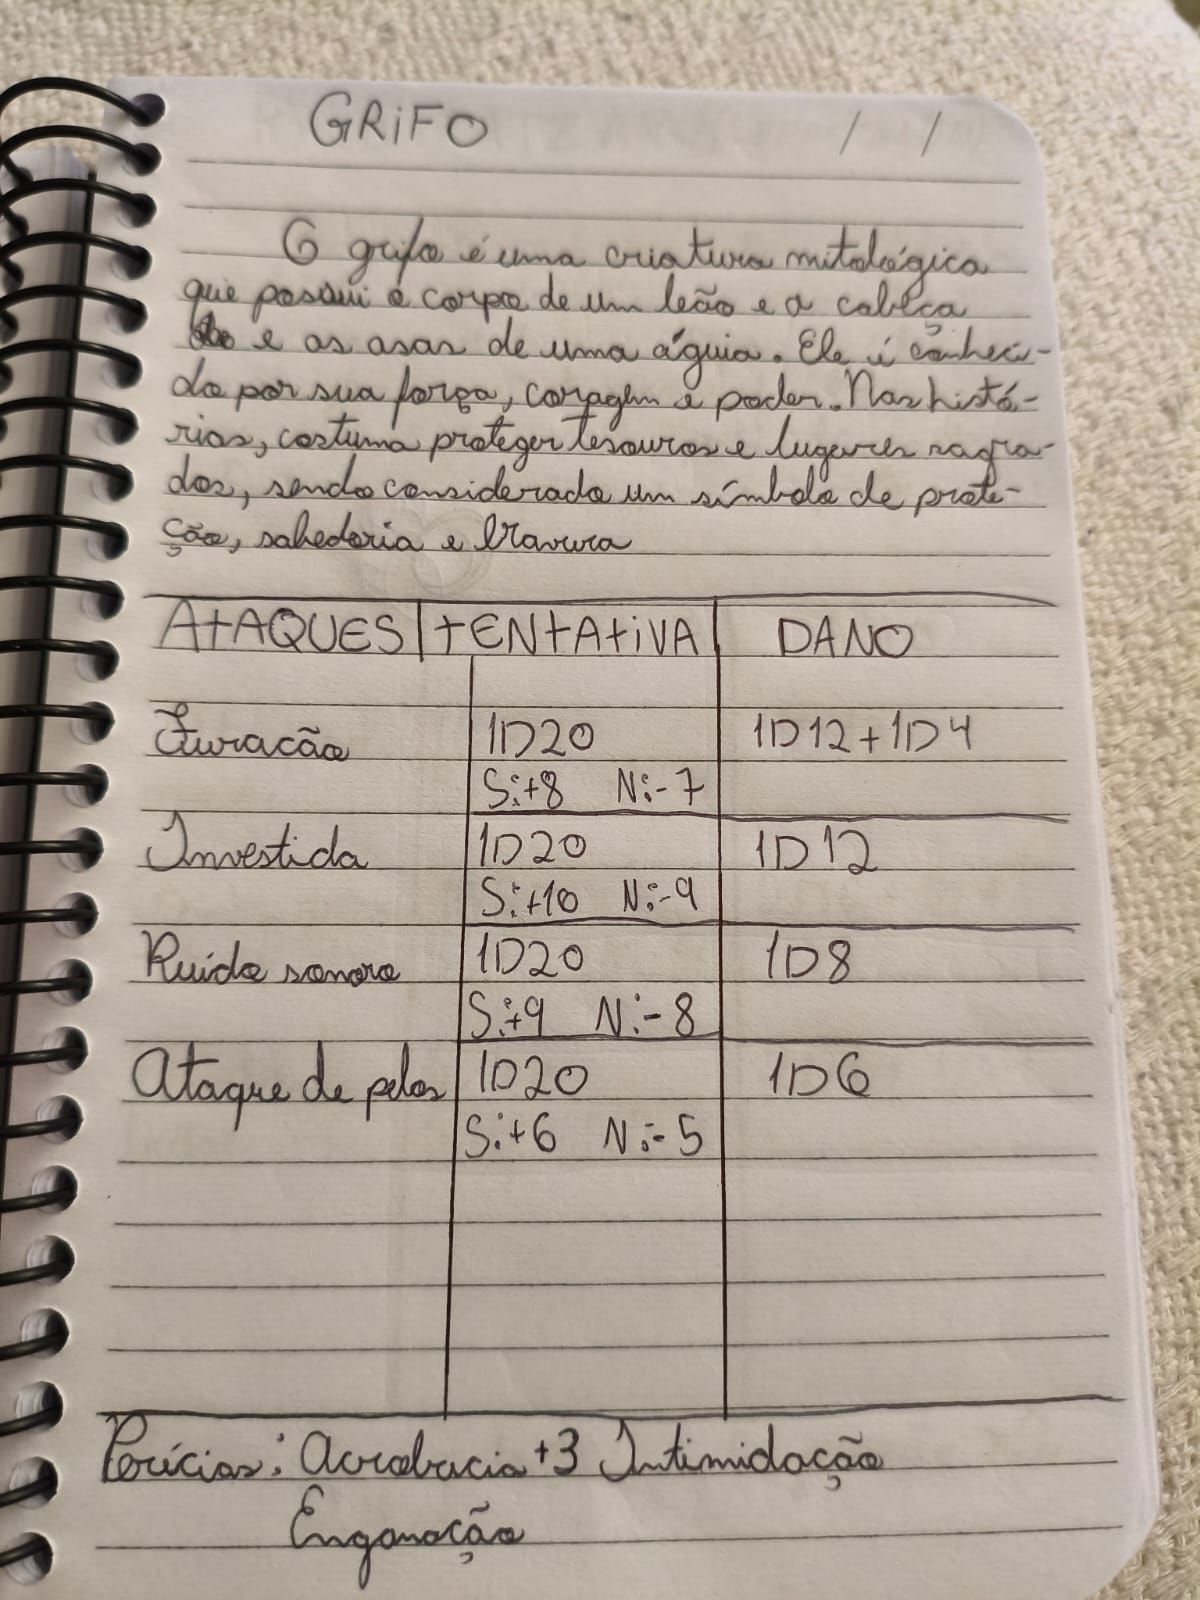 GRiFO / /
O grifo é uma criatura mitológica
que possui o corpo de um leão e a cabeça
e as asas de uma águia. Ele é conheci-
do por sua força, coragem e poder. Nas histó-
rias, costuma proteger tesouros e lugares sagra-
dos, sendo considerado um símbolo de prote-
ção, sabedoria e bravura
ATAQUES TENTATiVA DANO
Furacão 1D20 1D12+1D4
S:+8 N:-7
Investida 1D20 1D12
S:+10 N:-9
Ruído sonoro 1D20 1D8
S:+9 N:-8
Ataque de pelos 1D20 1D6
S:+6 N:-5
Perícias: Acrobacia +3 Intimidação
Enganação